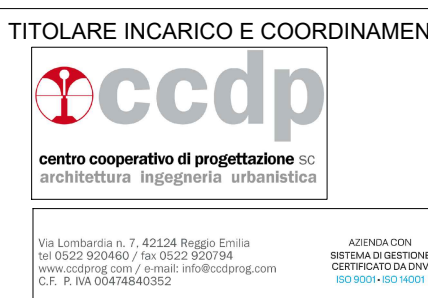 TITOLARE INCARICO E COORDINAMEN
ccdp
centro cooperativo di progettazione sc
architettura ingegneria urbanistica
Via Lombardia n. 7, 42124 Reggio Emilia
tel 0522 920460 / fax 0522 920794
www.ccdprog com / e-mail: info@ccdprog.com
C.F. P. IVA 00474840352
AZIENDA CON
SISTEMA DI GESTIONE
CERTIFICATO DA DNV
ISO 9001 • ISO 14001